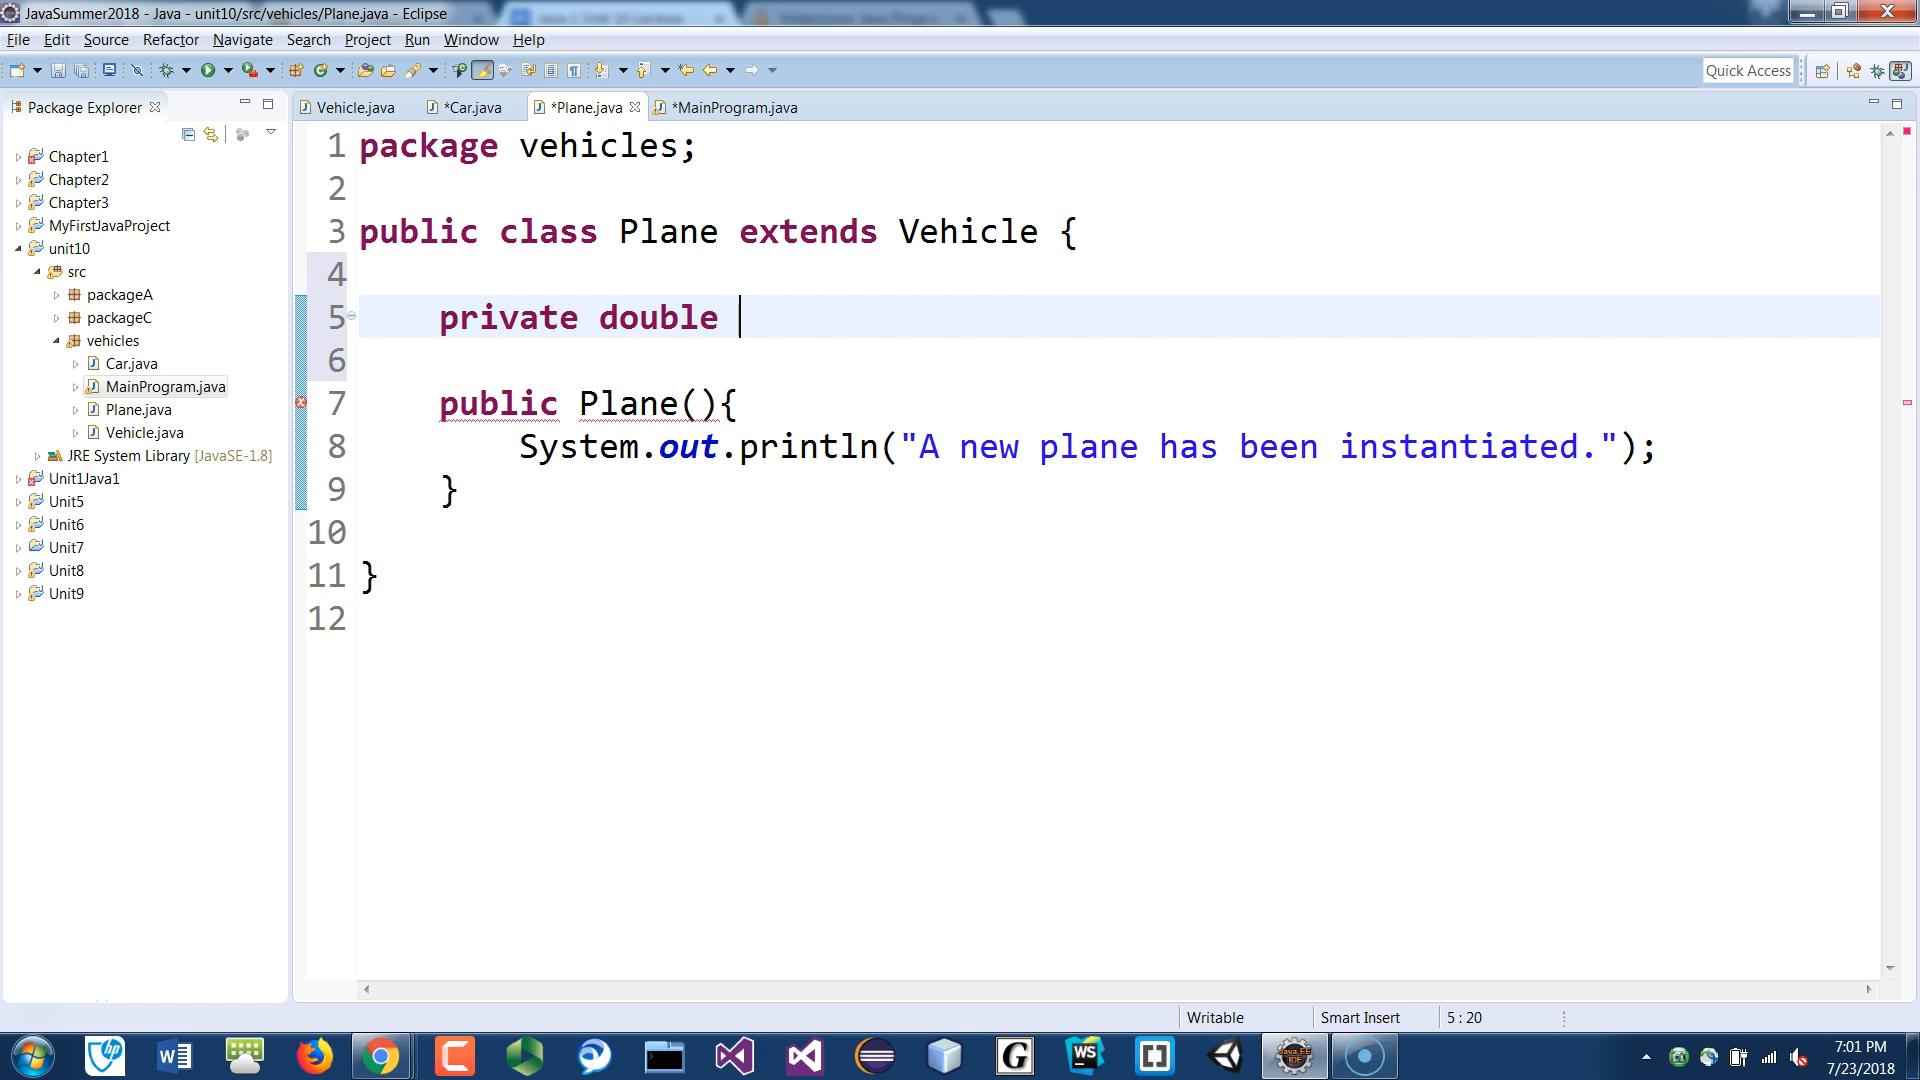 JavaSummer2018 - Java - unit10/src/vehicles/Plane.java - Eclipse
File Edit Source Refactor Navigate Search Project Run Window Help
Quick Access
Package Explorer
Vehicle.java *Car.java *Plane.java *MainProgram.java
Chapter1
Chapter2
Chapter3
MyFirstJavaProject
unit10
src
packageA
packageC
vehicles
Car.java
MainProgram.java
Plane.java
Vehicle.java
JRE System Library [JavaSE-1.8]
Unit1Java1
Unit5
Unit6
Unit7
Unit8
Unit9
1 package vehicles;
2
3 public class Plane extends Vehicle {
4
5 private double
6
7 public Plane(){
8 System.out.println("A new plane has been instantiated.");
9 }
10
11 }
12
Writable Smart Insert 5 : 20
7:01 PM
7/23/2018